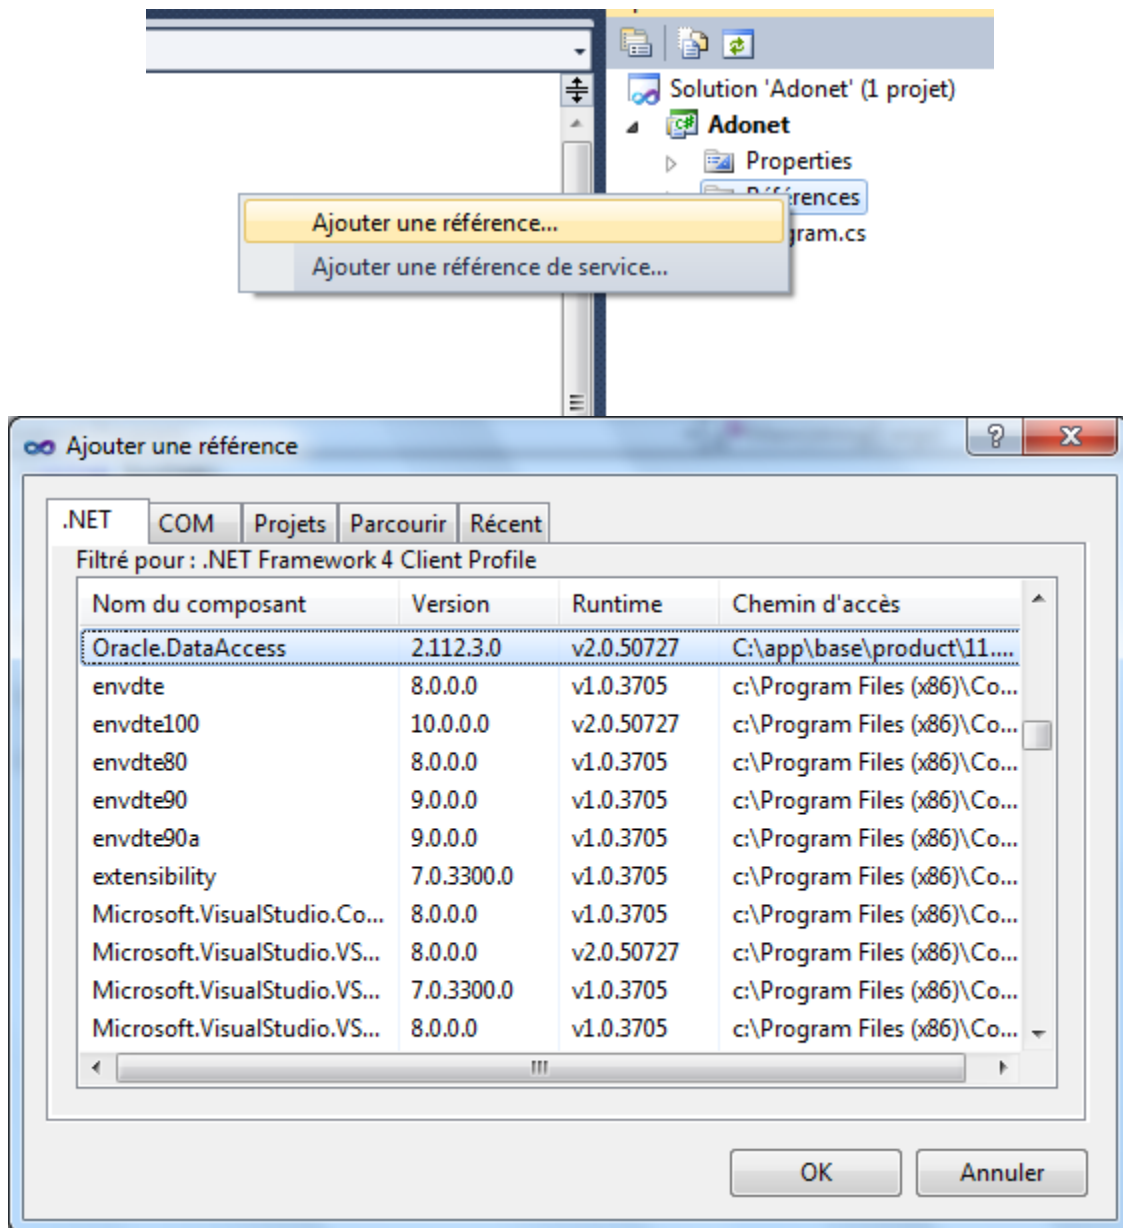 Solution 'Adonet' (1 projet)
Adonet
Properties
Références
Ajouter une référence...
gram.cs
Ajouter une référence de service...
Ajouter une référence
.NET COM Projets Parcourir Récent
Filtré pour : .NET Framework 4 Client Profile
Nom du composant Version Runtime Chemin d'accès
Oracle.DataAccess 2.112.3.0 v2.0.50727 C:\app\base\product\11....
envdte 8.0.0.0 v1.0.3705 c:\Program Files (x86)\Co...
envdte100 10.0.0.0 v2.0.50727 c:\Program Files (x86)\Co...
envdte80 8.0.0.0 v1.0.3705 c:\Program Files (x86)\Co...
envdte90 9.0.0.0 v1.0.3705 c:\Program Files (x86)\Co...
envdte90a 9.0.0.0 v1.0.3705 c:\Program Files (x86)\Co...
extensibility 7.0.3300.0 v1.0.3705 c:\Program Files (x86)\Co...
Microsoft.VisualStudio.Co... 8.0.0.0 v1.0.3705 c:\Program Files (x86)\Co...
Microsoft.VisualStudio.VS... 8.0.0.0 v2.0.50727 c:\Program Files (x86)\Co...
Microsoft.VisualStudio.VS... 7.0.3300.0 v1.0.3705 c:\Program Files (x86)\Co...
Microsoft.VisualStudio.VS... 8.0.0.0 v1.0.3705 c:\Program Files (x86)\Co...
OK Annuler